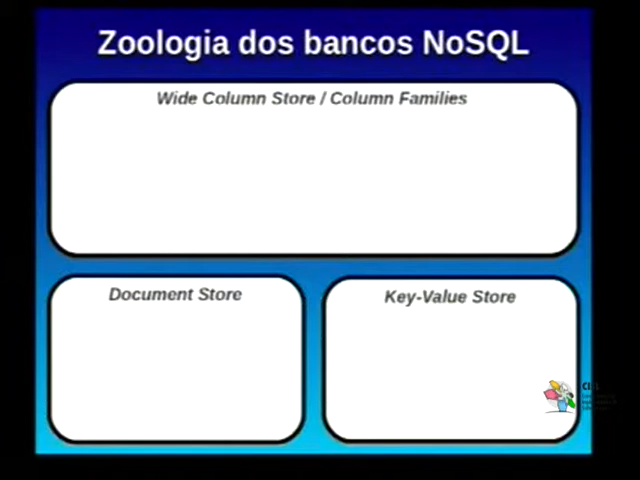 Zoologia dos bancos NoSQL
Wide Column Store / Column Families
Document Store
Key-Value Store